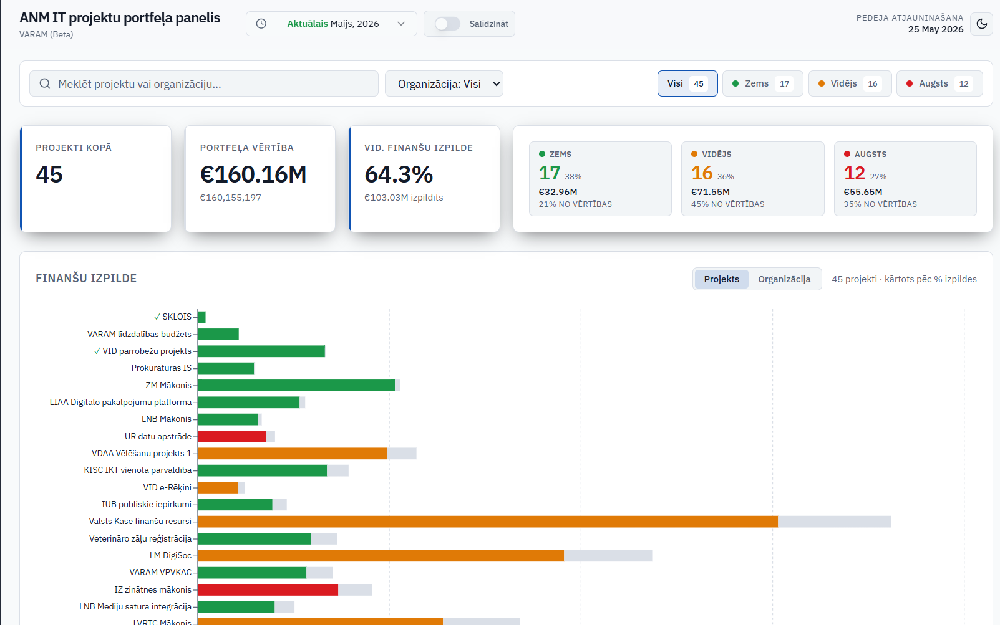 ANM IT projektu portfeļa panelis
VARAM (Beta)
Aktuālais Maijs, 2026
Salīdzināt
PĒDĒJĀ ATJAUNINĀŠANA
25 May 2026
Meklēt projektu vai organizāciju...
Organizācija: Visi
Visi 45
Zems 17
Vidējs 16
Augsts 12
PROJEKTI KOPĀ
45
PORTFEĻA VĒRTĪBA
€160.16M
€160,155,197
VID. FINANŠU IZPILDE
64.3%
€103.03M izpildīts
ZEMS
17 38%
€32.96M
21% NO VĒRTĪBAS
VIDĒJS
16 36%
€71.55M
45% NO VĒRTĪBAS
AUGSTS
12 27%
€55.65M
35% NO VĒRTĪBAS
FINANŠU IZPILDE
Projekts
Organizācija
45 projekti · kārtots pēc % izpildes
✓ SKLOIS
VARAM līdzdalības budžets
✓ VID pārrobežu projekts
Prokuratūras IS
ZM Mākonis
LIAA Digitālo pakalpojumu platforma
LNB Mākonis
UR datu apstrāde
VDAA Vēlēšanu projekts 1
KISC IKT vienota pārvaldība
VID e-Rēķini
IUB publiskie iepirkumi
Valsts Kase finanšu resursi
Veterināro zāļu reģistrācija
LM DigiSoc
VARAM VPVKAC
IZ zinātnes mākonis
LNB Mediju satura integrācija
LVRTC Mākonis